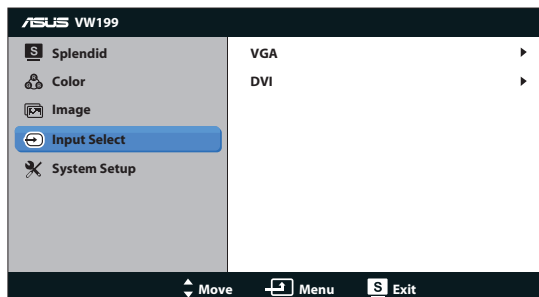 ASUS VW199
S Splendid
Color
Image
Input Select
System Setup
VGA
DVI
Move Menu S Exit